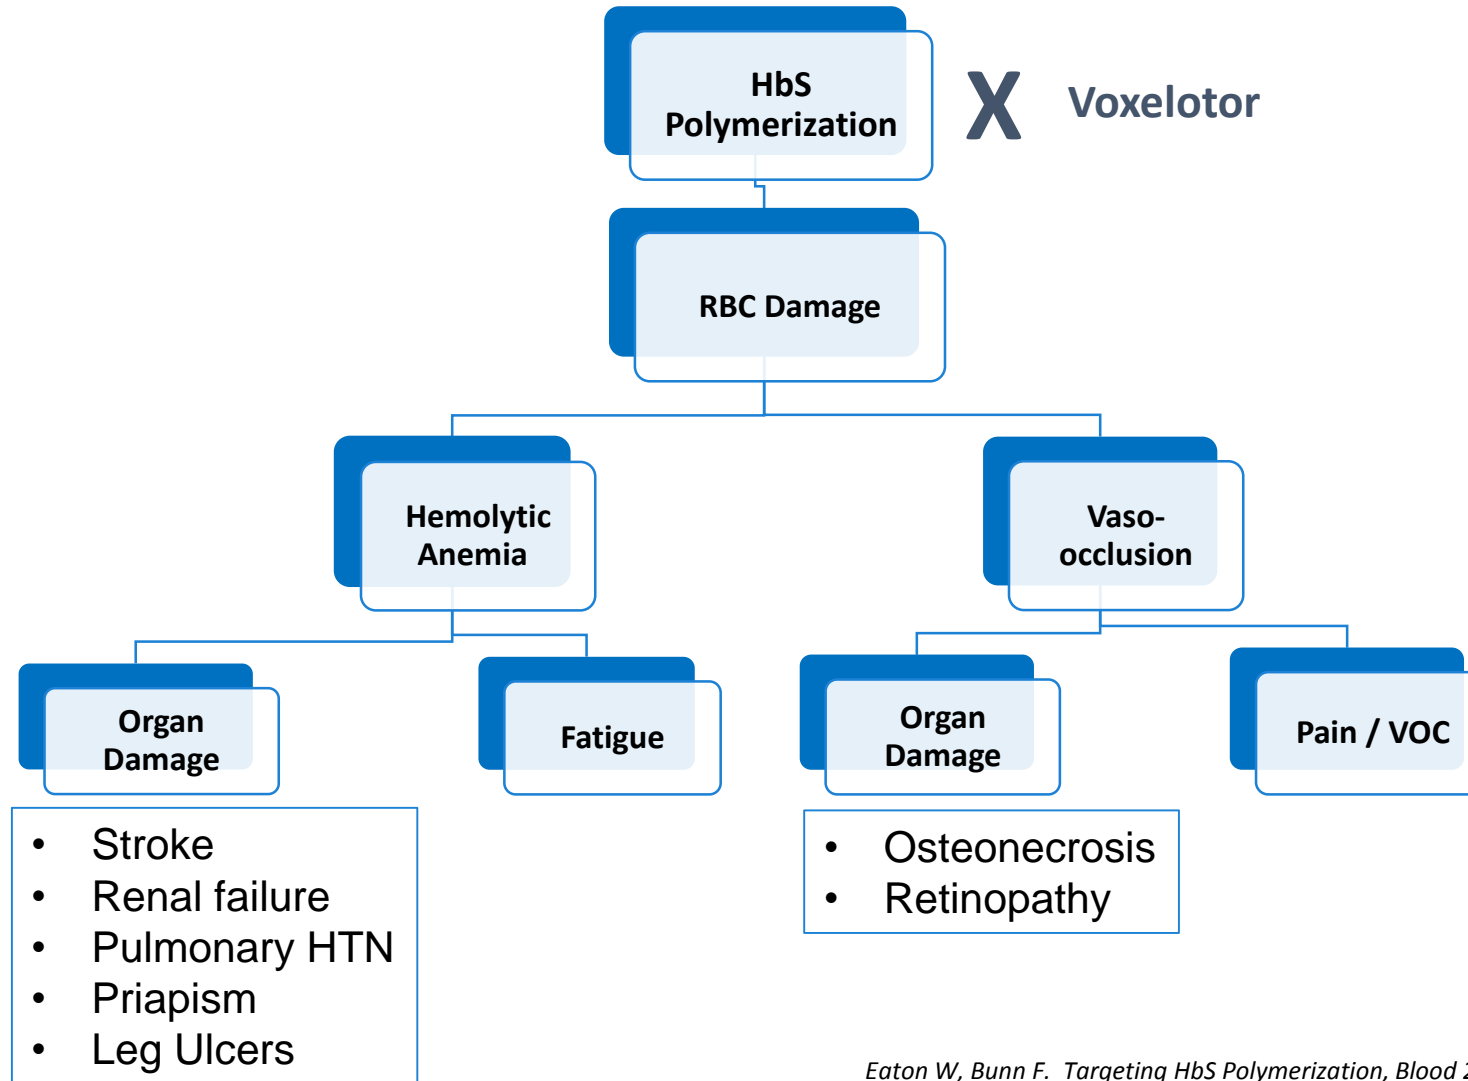 HbS
Polymerization
X
Voxelotor
RBC Damage
Hemolytic
Anemia
Vaso-
occlusion
Organ
Damage
Fatigue
Organ
Damage
Pain / VOC
• Stroke
• Renal failure
• Pulmonary HTN
• Priapism
• Leg Ulcers
• Osteonecrosis
• Retinopathy
Eaton W, Bunn F. Targeting HbS Polymerization, Blood